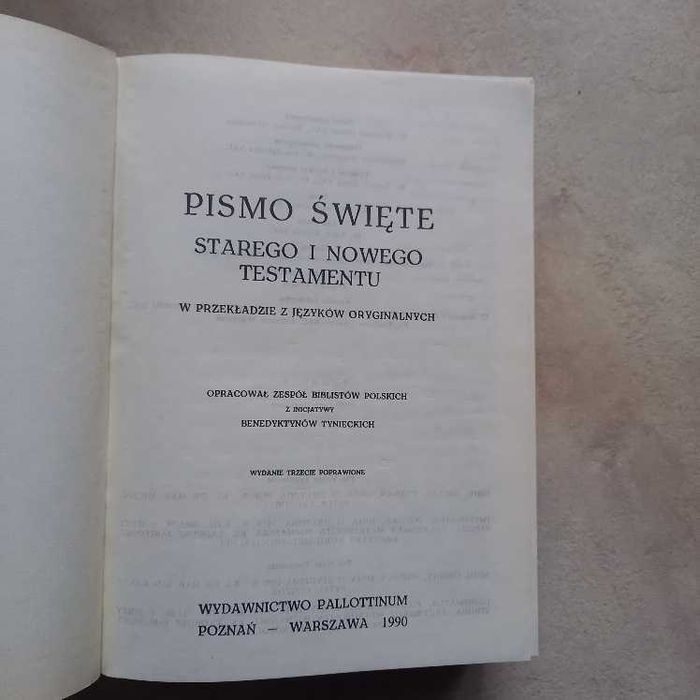 PISMO ŚWIĘTE
STAREGO I NOWEGO
TESTAMENTU
W PRZEKŁADZIE Z JĘZYKÓW ORYGINALNYCH
OPRACOWAŁ ZESPÓŁ BIBLISTÓW POLSKICH
Z INICJATYWY
BENEDYKTYNÓW TYNIECKICH
WYDANIE TRZECIE POPRAWIONE
WYDAWNICTWO PALLOTTINUM
POZNAŃ – WARSZAWA 1990